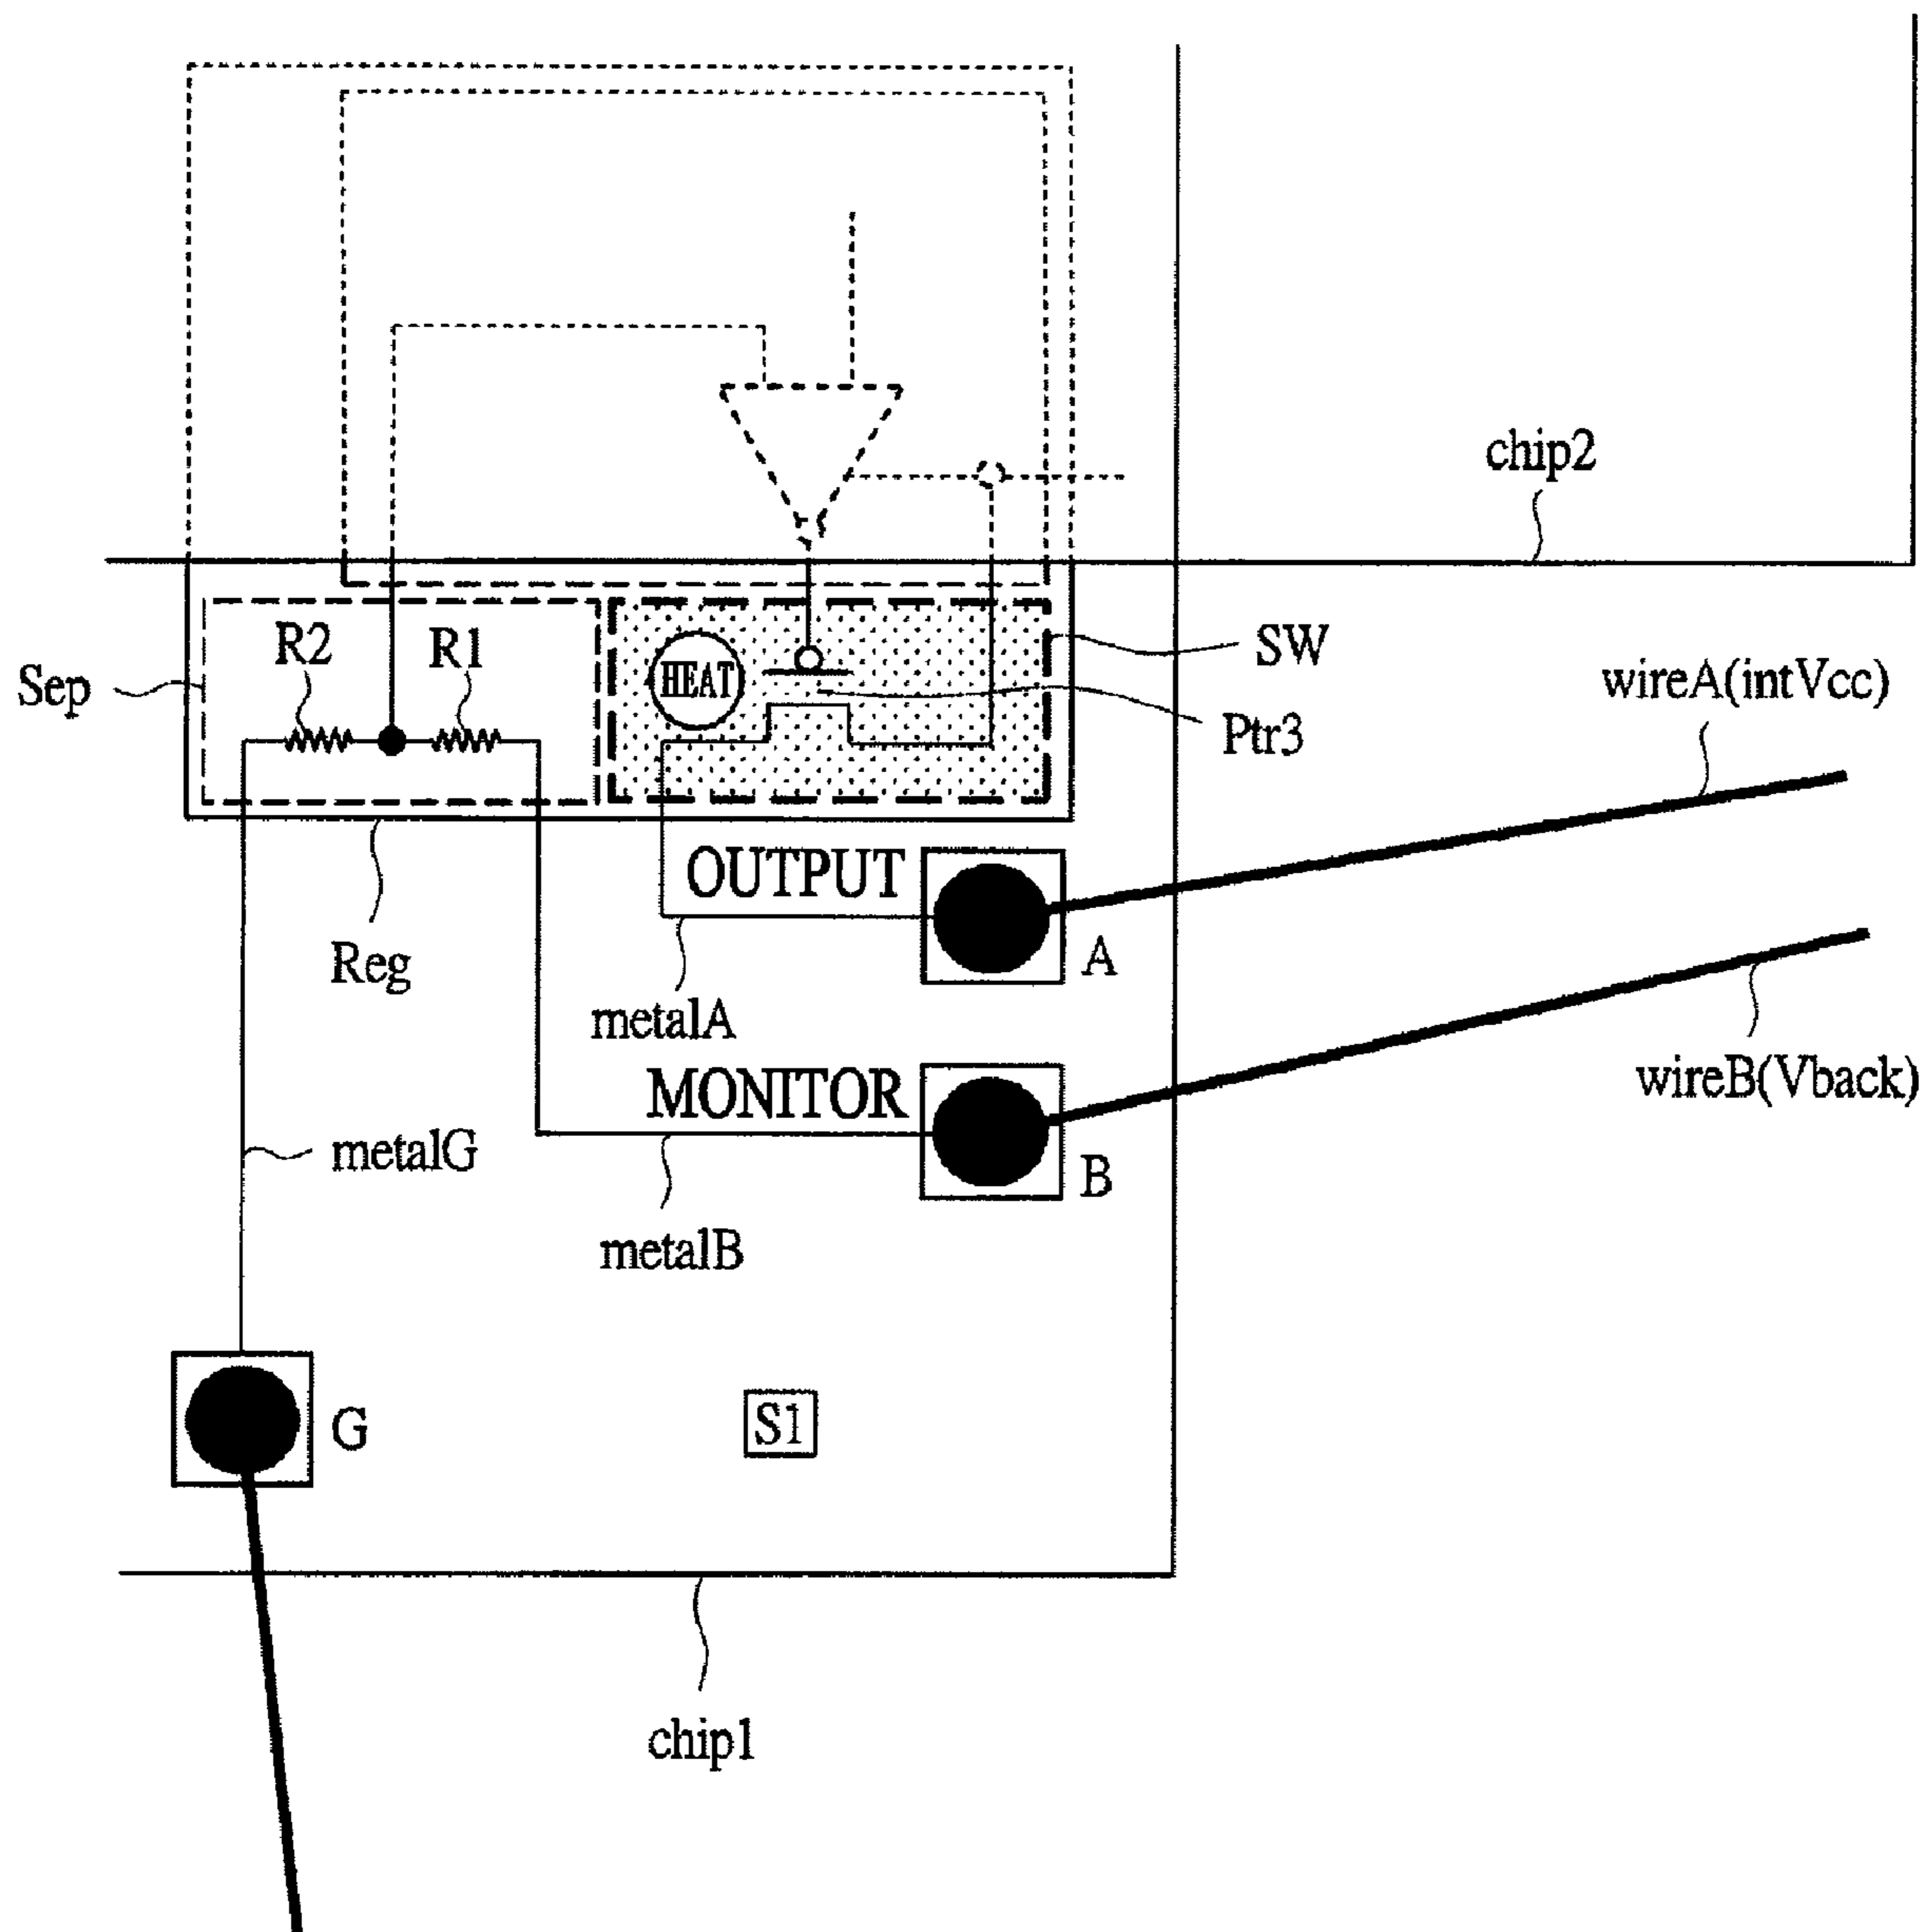 chip2
R2
R1
HEAT
SW
Sep
wireA(intVcc)
Ptr3
OUTPUT
A
Reg
metalA
MONITOR
wireB(Vback)
metalG
B
metalB
G
S1
chip1